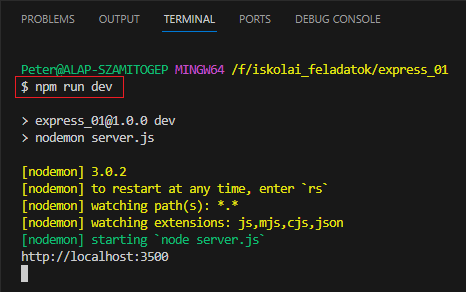 PROBLEMS OUTPUT TERMINAL PORTS DEBUG CONSOLE
Peter@ALAP-SZAMITOGEP MINGW64 /f/iskolai_feladatok/express_01
$ npm run dev
> express_01@1.0.0 dev
> nodemon server.js
[nodemon] 3.0.2
[nodemon] to restart at any time, enter `rs`
[nodemon] watching path(s): *.*
[nodemon] watching extensions: js,mjs,cjs,json
[nodemon] starting `node server.js`
http://localhost:3500